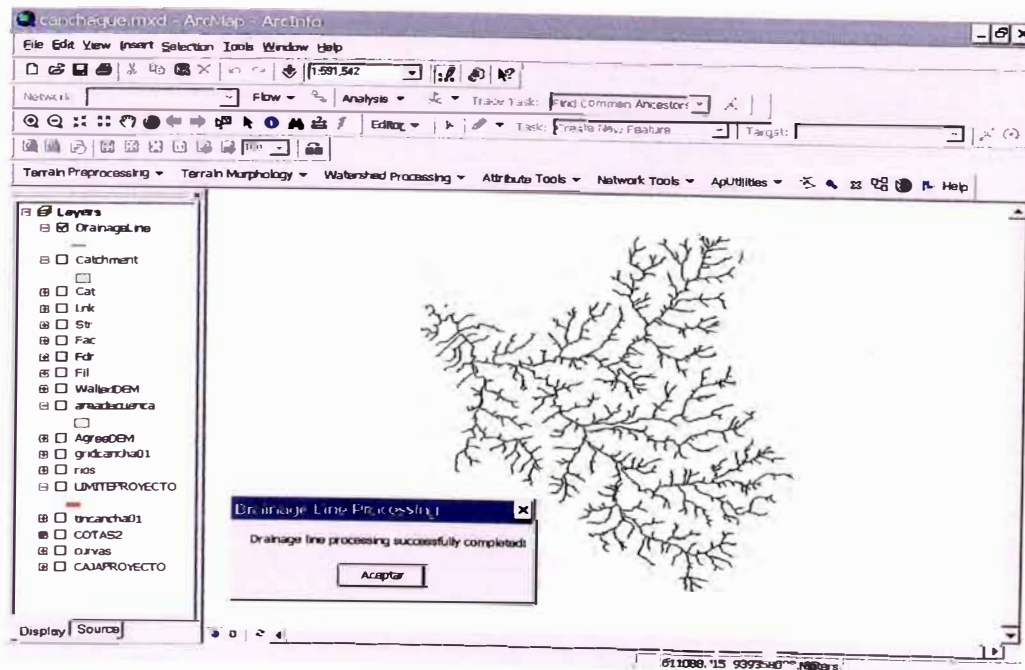 canchaque.mxd - ArcMap - ArcInfo
File Edit View Insert Selection Tools Window Help
1:591,542
Network: Flow Analysis Trace Task: Find Common Ancestors
Editor Task: Create New Feature Target:
Terrain Preprocessing Terrain Morphology Watershed Processing Attribute Tools Network Tools ApUtilities Help
Layers
DrainageLine
Catchment
Cat
Lnk
Str
Fac
Fdr
Fil
WalledDEM
areadecuenca
AgreeDEM
gridcancha01
rios
LIMITEPROYECTO
tincancha01
COTAS2
curvas
CAJAPROYECTO
Drainage Line Processing
Drainage line processing successfully completed!
Aceptar
Display Source
Meters